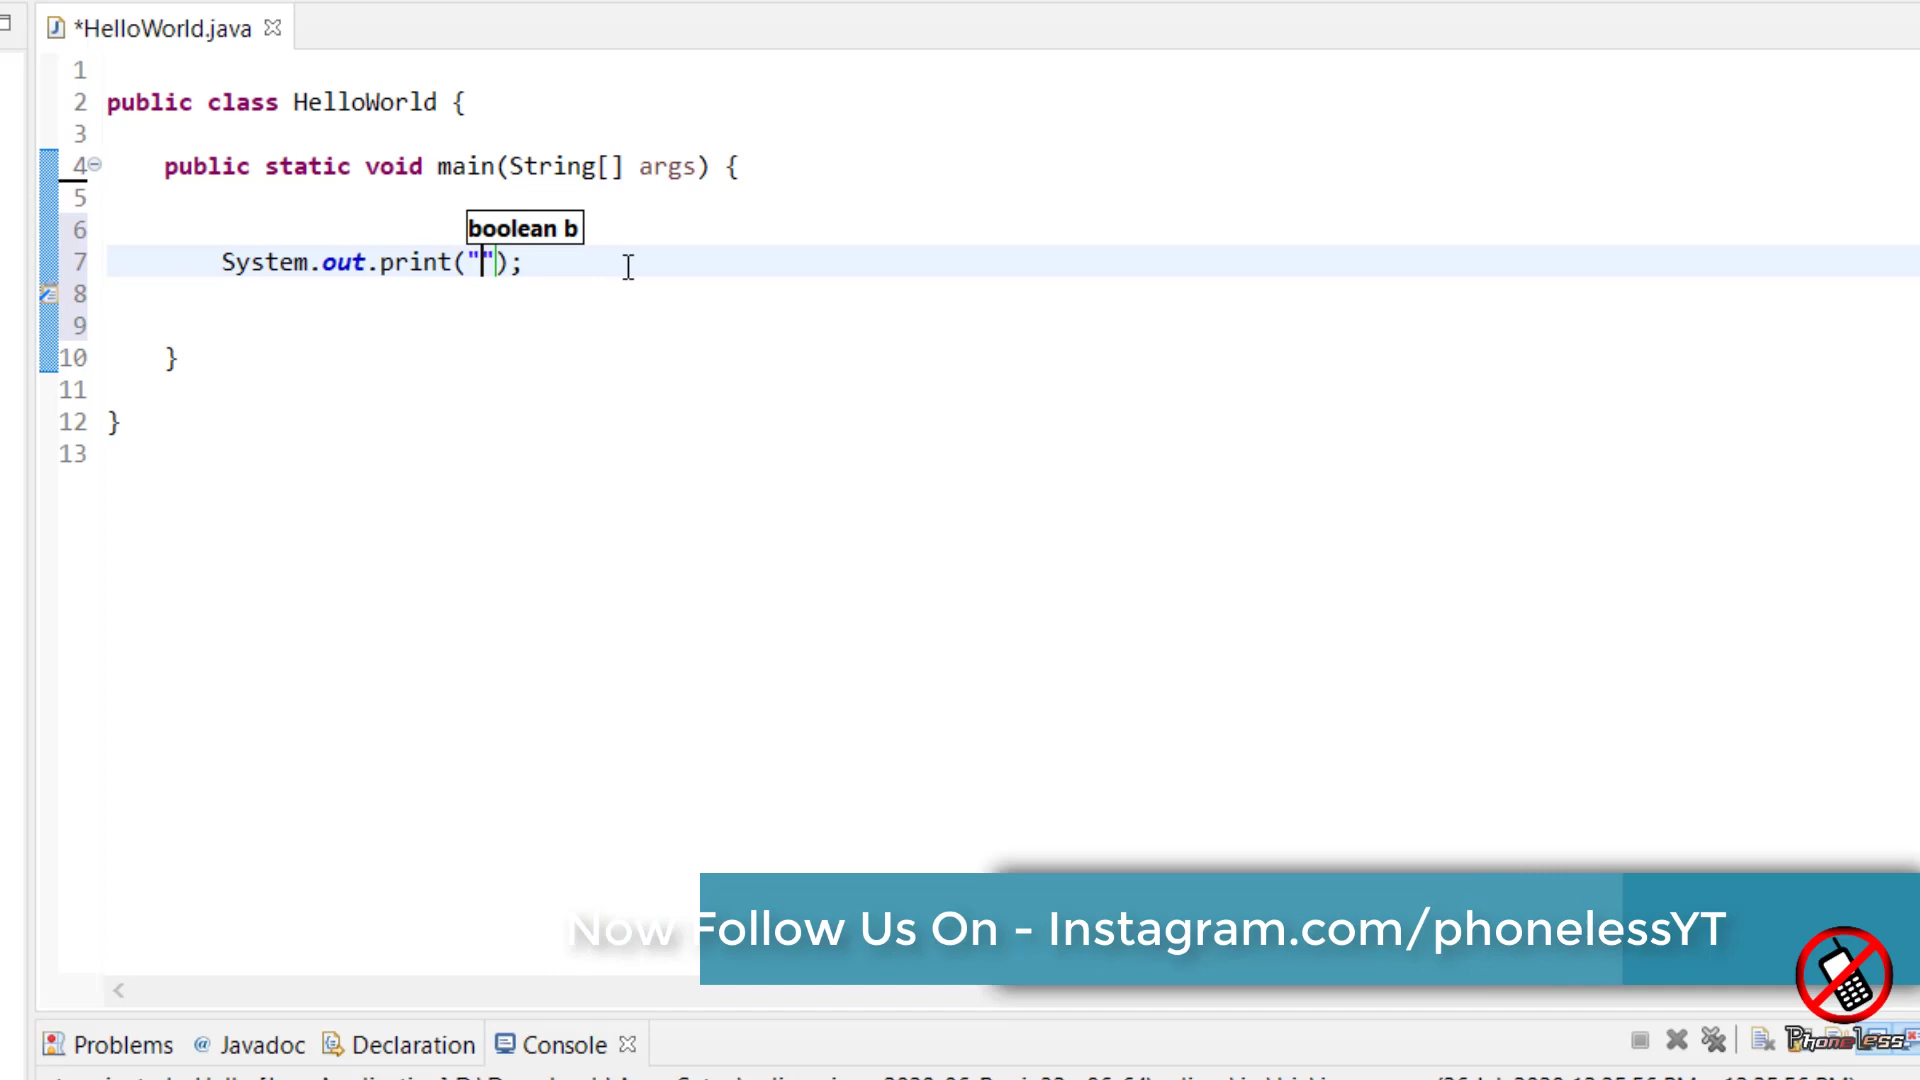 *HelloWorld.java
1
2 public class HelloWorld {
3
4 public static void main(String[] args) {
5
6
boolean b
7 System.out.print("");
8
9
10 }
11
12 }
13
Now Follow Us On - Instagram.com/phonelessYT
Problems @ Javadoc Declaration Console
Phoneless